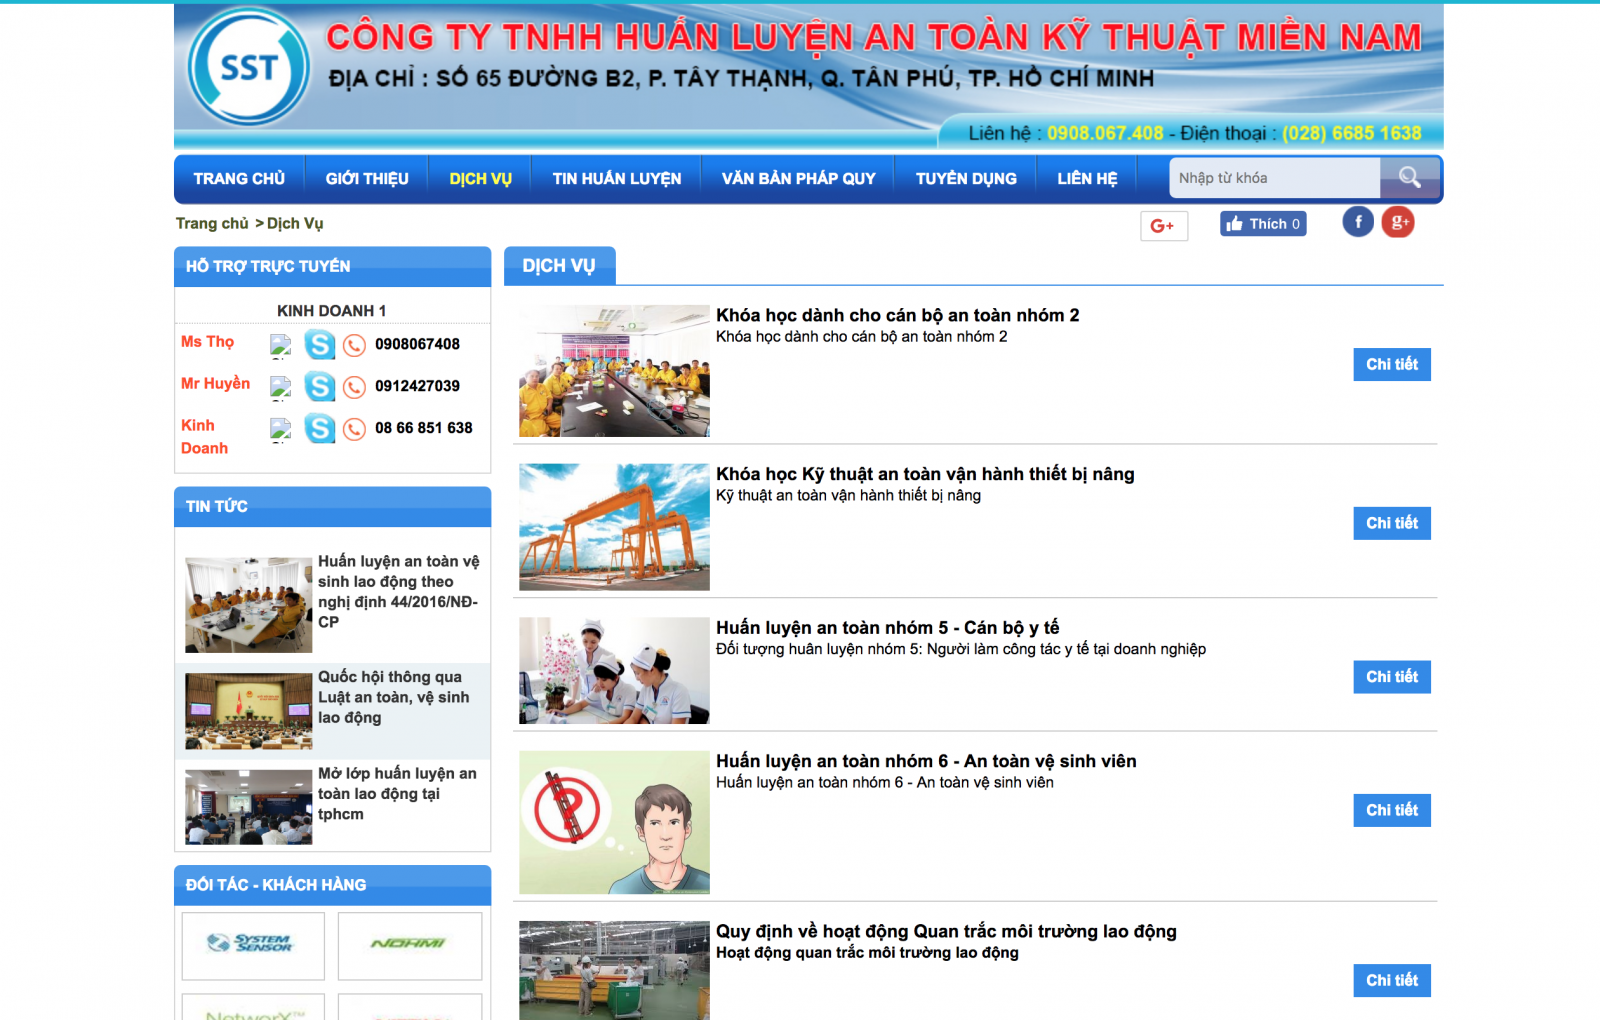 SST
CÔNG TY TNHH HUẤN LUYỆN AN TOÀN KỸ THUẬT MIỀN NAM
ĐỊA CHỈ : SỐ 65 ĐƯỜNG B2, P. TÂY THẠNH, Q. TÂN PHÚ, TP. HỒ CHÍ MINH
Liên hệ : 0908.067.408 - Điện thoại : (028) 6685 1638
TRANG CHỦ GIỚI THIỆU DỊCH VỤ TIN HUẤN LUYỆN VĂN BẢN PHÁP QUY TUYỂN DỤNG LIÊN HỆ Nhập từ khóa
Trang chủ > Dịch Vụ
G+ Thích 0 f g+
HỖ TRỢ TRỰC TUYẾN
KINH DOANH 1
Ms Thọ S 0908067408
Mr Huyền S 0912427039
Kinh
Doanh S 08 66 851 638
TIN TỨC
Huấn luyện an toàn vệ
sinh lao động theo
nghị định 44/2016/NĐ-
CP
Quốc hội thông qua
Luật an toàn, vệ sinh
lao động
Mở lớp huấn luyện an
toàn lao động tại
tphcm
ĐỐI TÁC - KHÁCH HÀNG
SYSTEM
SENSOR
NOHMI
NetworX™
DỊCH VỤ
Khóa học dành cho cán bộ an toàn nhóm 2
Khóa học dành cho cán bộ an toàn nhóm 2
Chi tiết
Khóa học Kỹ thuật an toàn vận hành thiết bị nâng
Kỹ thuật an toàn vận hành thiết bị nâng
Chi tiết
Huấn luyện an toàn nhóm 5 - Cán bộ y tế
Đối tượng huân luyện nhóm 5: Người làm công tác y tế tại doanh nghiệp
Chi tiết
Huấn luyện an toàn nhóm 6 - An toàn vệ sinh viên
Huấn luyện an toàn nhóm 6 - An toàn vệ sinh viên
Chi tiết
Quy định về hoạt động Quan trắc môi trường lao động
Hoạt động quan trắc môi trường lao động
Chi tiết